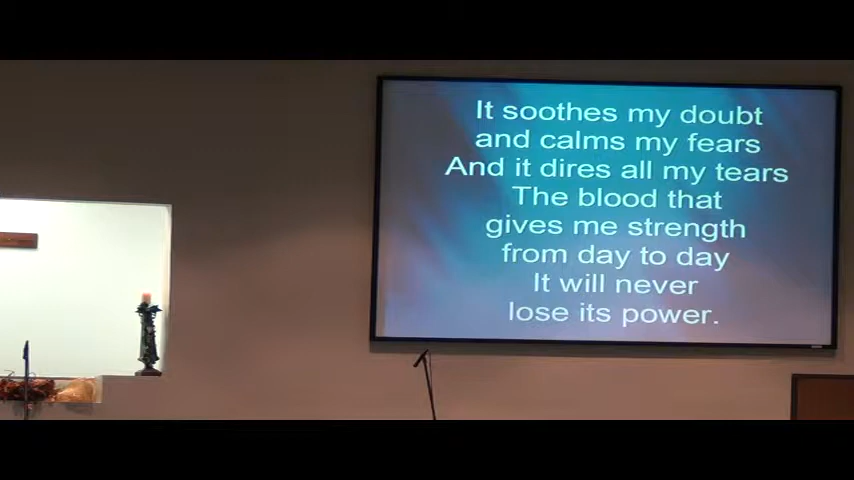 It soothes my doubt
and calms my fears
And it dires all my tears
The blood that
gives me strength
from day to day
It will never
lose its power.